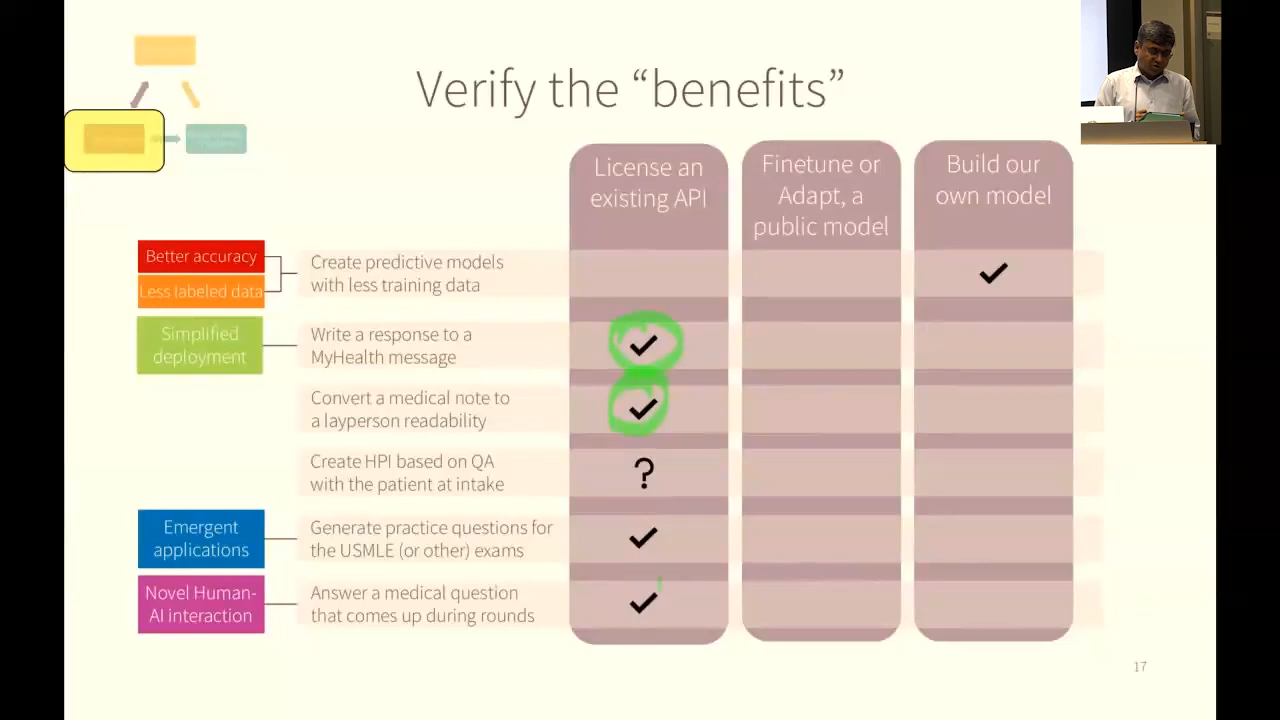 Verify the “benefits”
License an
existing API
Finetune or
Adapt, a
public model
Build our
own model
Better accuracy
Less labeled data
Create predictive models
with less training data
Simplified
deployment
Write a response to a
MyHealth message
Convert a medical note to
a layperson readability
Create HPI based on QA
with the patient at intake
?
Emergent
applications
Generate practice questions for
the USMLE (or other) exams
Novel Human-
AI interaction
Answer a medical question
that comes up during rounds
17